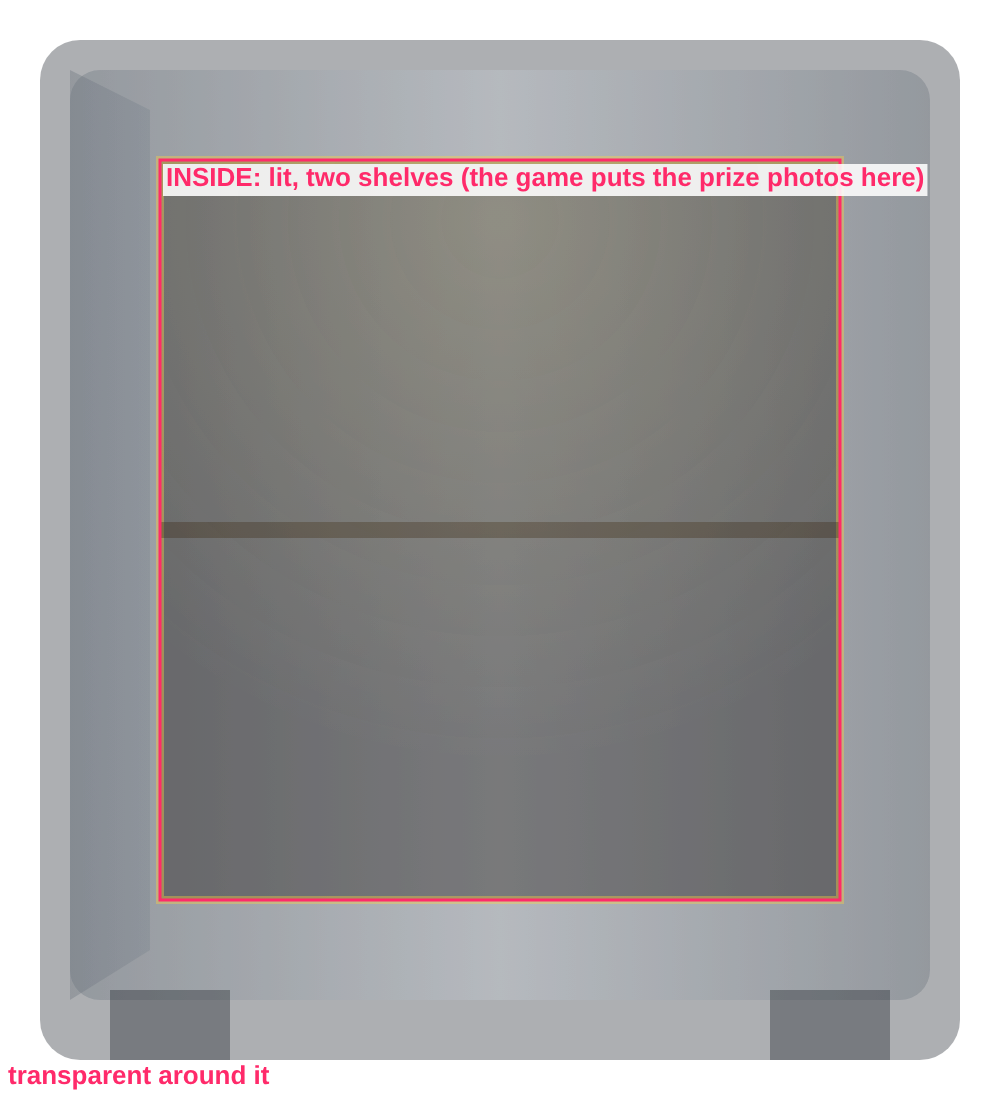 INSIDE: lit, two shelves (the game puts the prize photos here)
transparent around it